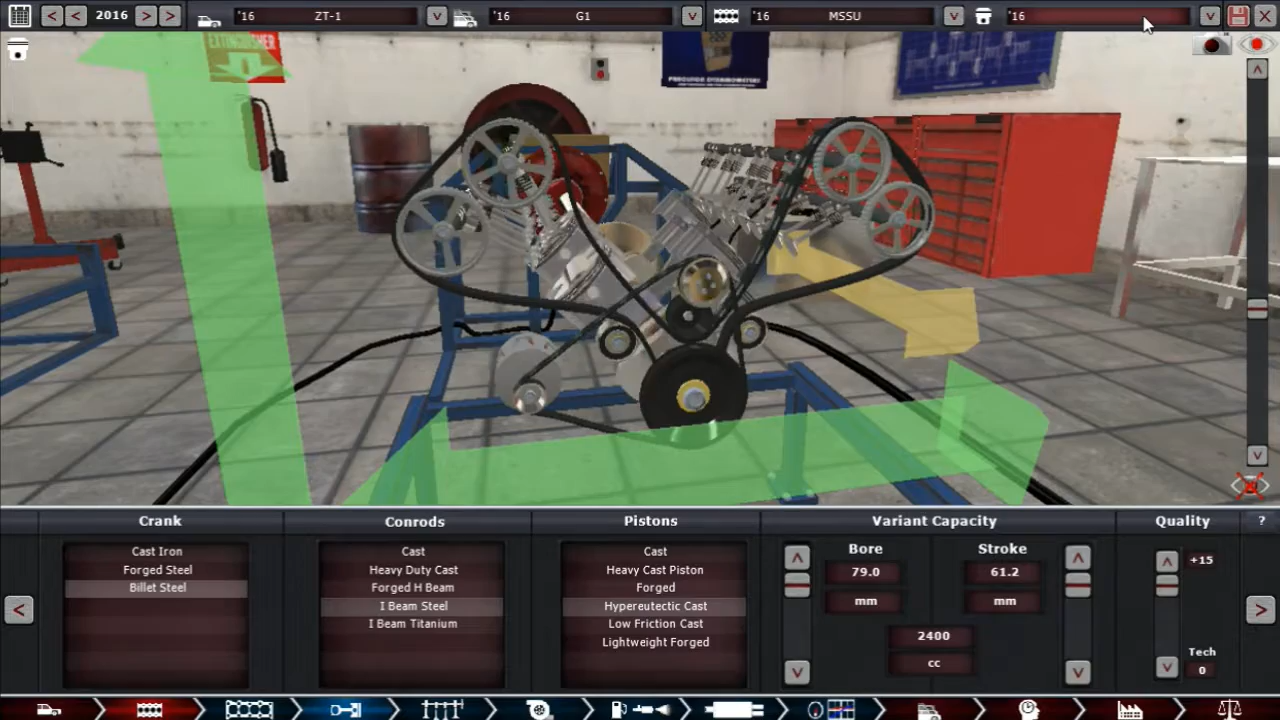 2016
'16 ZT-1
'16 G1
'16 MSSU
'16
EXTINGUISHER
Crank
Conrods
Pistons
Variant Capacity
Quality
?
Cast Iron
Forged Steel
Billet Steel
Cast
Heavy Duty Cast
Forged H Beam
I Beam Steel
I Beam Titanium
Cast
Heavy Cast Piston
Forged
Hypereutectic Cast
Low Friction Cast
Lightweight Forged
Bore
79.0
mm
Stroke
61.2
mm
2400
cc
+15
Tech
0